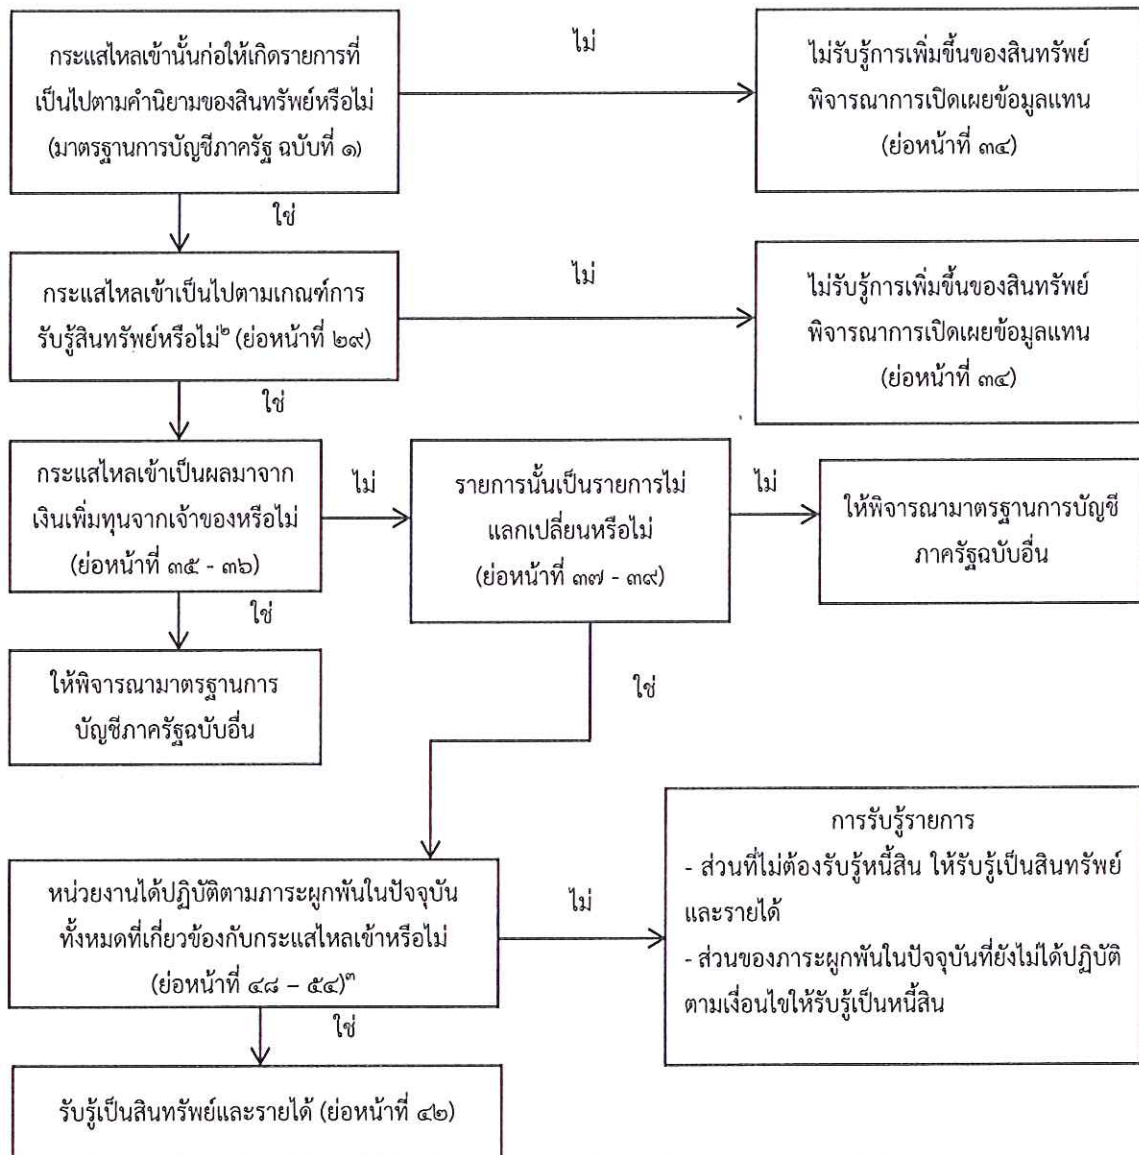 กระแสไหลเข้านั้นก่อให้เกิดรายการที่
เป็นไปตามคำนิยามของสินทรัพย์หรือไม่
(มาตรฐานการบัญชีภาครัฐ ฉบับที่ ๑)
ไม่
ไม่รับรู้การเพิ่มขึ้นของสินทรัพย์
พิจารณาการเปิดเผยข้อมูลแทน
(ย่อหน้าที่ ๓๔)
ใช่
กระแสไหลเข้าเป็นไปตามเกณฑ์การ
รับรู้สินทรัพย์หรือไม่๒ (ย่อหน้าที่ ๒๙)
ไม่
ไม่รับรู้การเพิ่มขึ้นของสินทรัพย์
พิจารณาการเปิดเผยข้อมูลแทน
(ย่อหน้าที่ ๓๔)
ใช่
กระแสไหลเข้าเป็นผลมาจาก
เงินเพิ่มทุนจากเจ้าของหรือไม่
(ย่อหน้าที่ ๓๕ - ๓๖)
ไม่
รายการนั้นเป็นรายการไม่
แลกเปลี่ยนหรือไม่
(ย่อหน้าที่ ๓๗ - ๓๙)
ไม่
ให้พิจารณามาตรฐานการบัญชี
ภาครัฐฉบับอื่น
ใช่
ให้พิจารณามาตรฐานการ
บัญชีภาครัฐฉบับอื่น
ใช่
หน่วยงานได้ปฏิบัติตามภาระผูกพันในปัจจุบัน
ทั้งหมดที่เกี่ยวข้องกับกระแสไหลเข้าหรือไม่
(ย่อหน้าที่ ๔๘ – ๕๔)๓
ไม่
การรับรู้รายการ
- ส่วนที่ไม่ต้องรับรู้หนี้สิน ให้รับรู้เป็นสินทรัพย์
และรายได้
- ส่วนของภาระผูกพันในปัจจุบันที่ยังไม่ได้ปฏิบัติ
ตามเงื่อนไขให้รับรู้เป็นหนี้สิน
ใช่
รับรู้เป็นสินทรัพย์และรายได้ (ย่อหน้าที่ ๔๒)